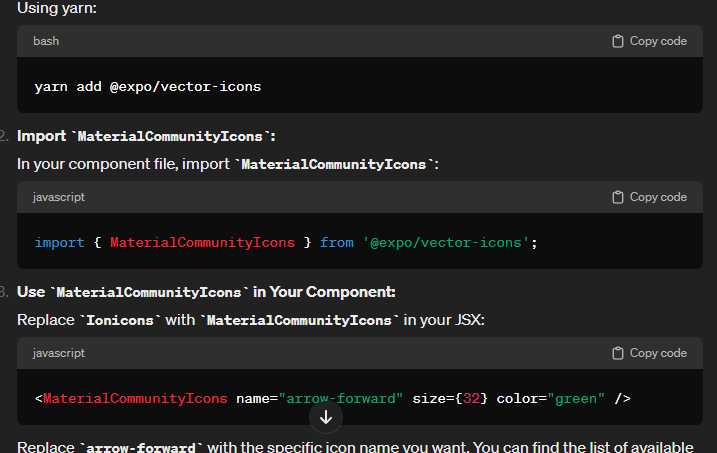 Using yarn:
bash
Copy code
yarn add @expo/vector-icons
2. Import `MaterialCommunityIcons`:
In your component file, import `MaterialCommunityIcons`:
javascript
Copy code
import { MaterialCommunityIcons } from '@expo/vector-icons';
3. Use `MaterialCommunityIcons` in Your Component:
Replace `Ionicons` with `MaterialCommunityIcons` in your JSX:
javascript
Copy code
<MaterialCommunityIcons name="arrow-forward" size={32} color="green" />
Replace `arrow-forward` with the specific icon name you want. You can find the list of available